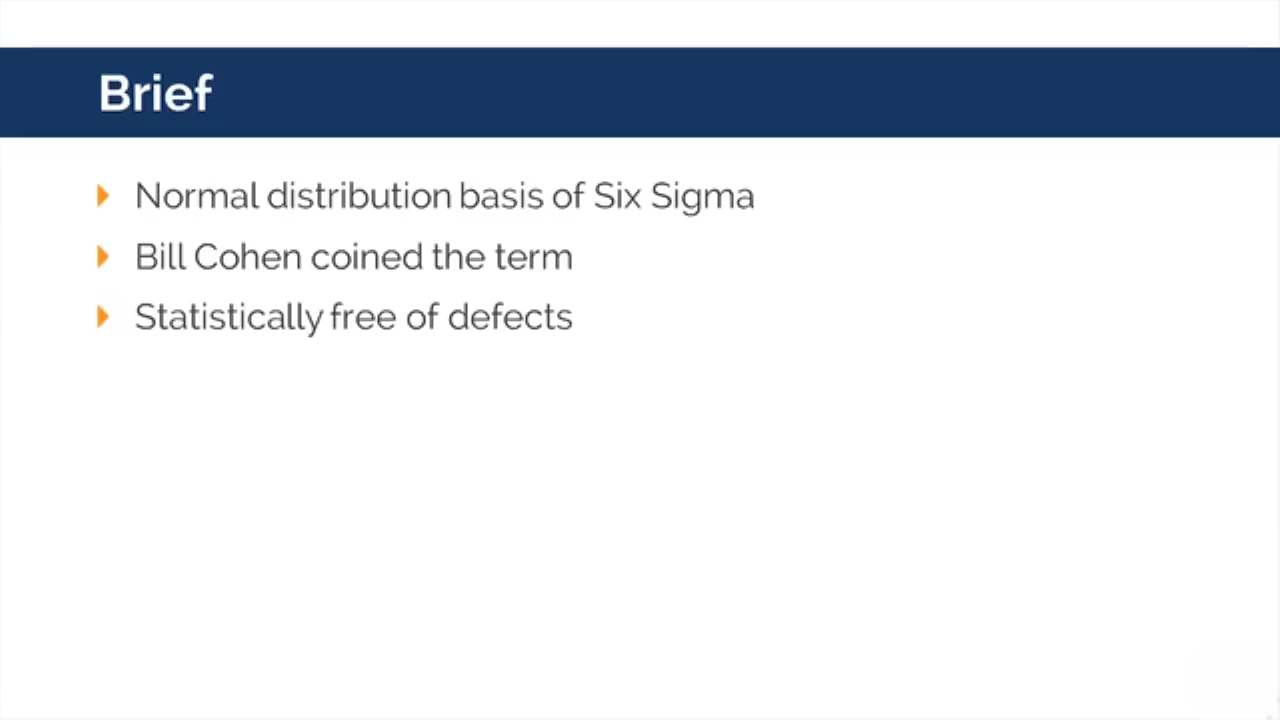 Brief
Normal distribution basis of Six Sigma
Bill Cohen coined the term
Statistically free of defects